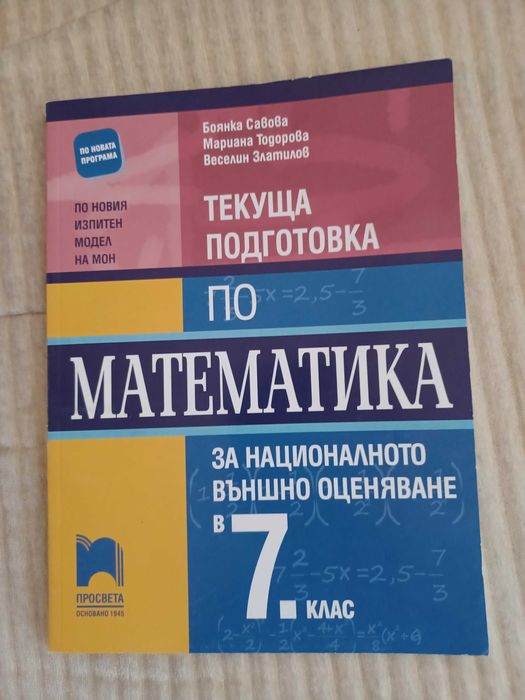 Боянка Савова
Мариана Тодорова
Веселин Златилов
ПО НОВАТА
ПРОГРАМА
ПО НОВИЯ
ИЗПИТЕН
МОДЕЛ
НА МОН
ТЕКУЩА
ПОДГОТОВКА
ПО
МАТЕМАТИКА
ЗА НАЦИОНАЛНОТО
ВЪНШНО ОЦЕНЯВАНЕ
В 7. КЛАС
ПРОСВЕТА
ОСНОВАНО 1945